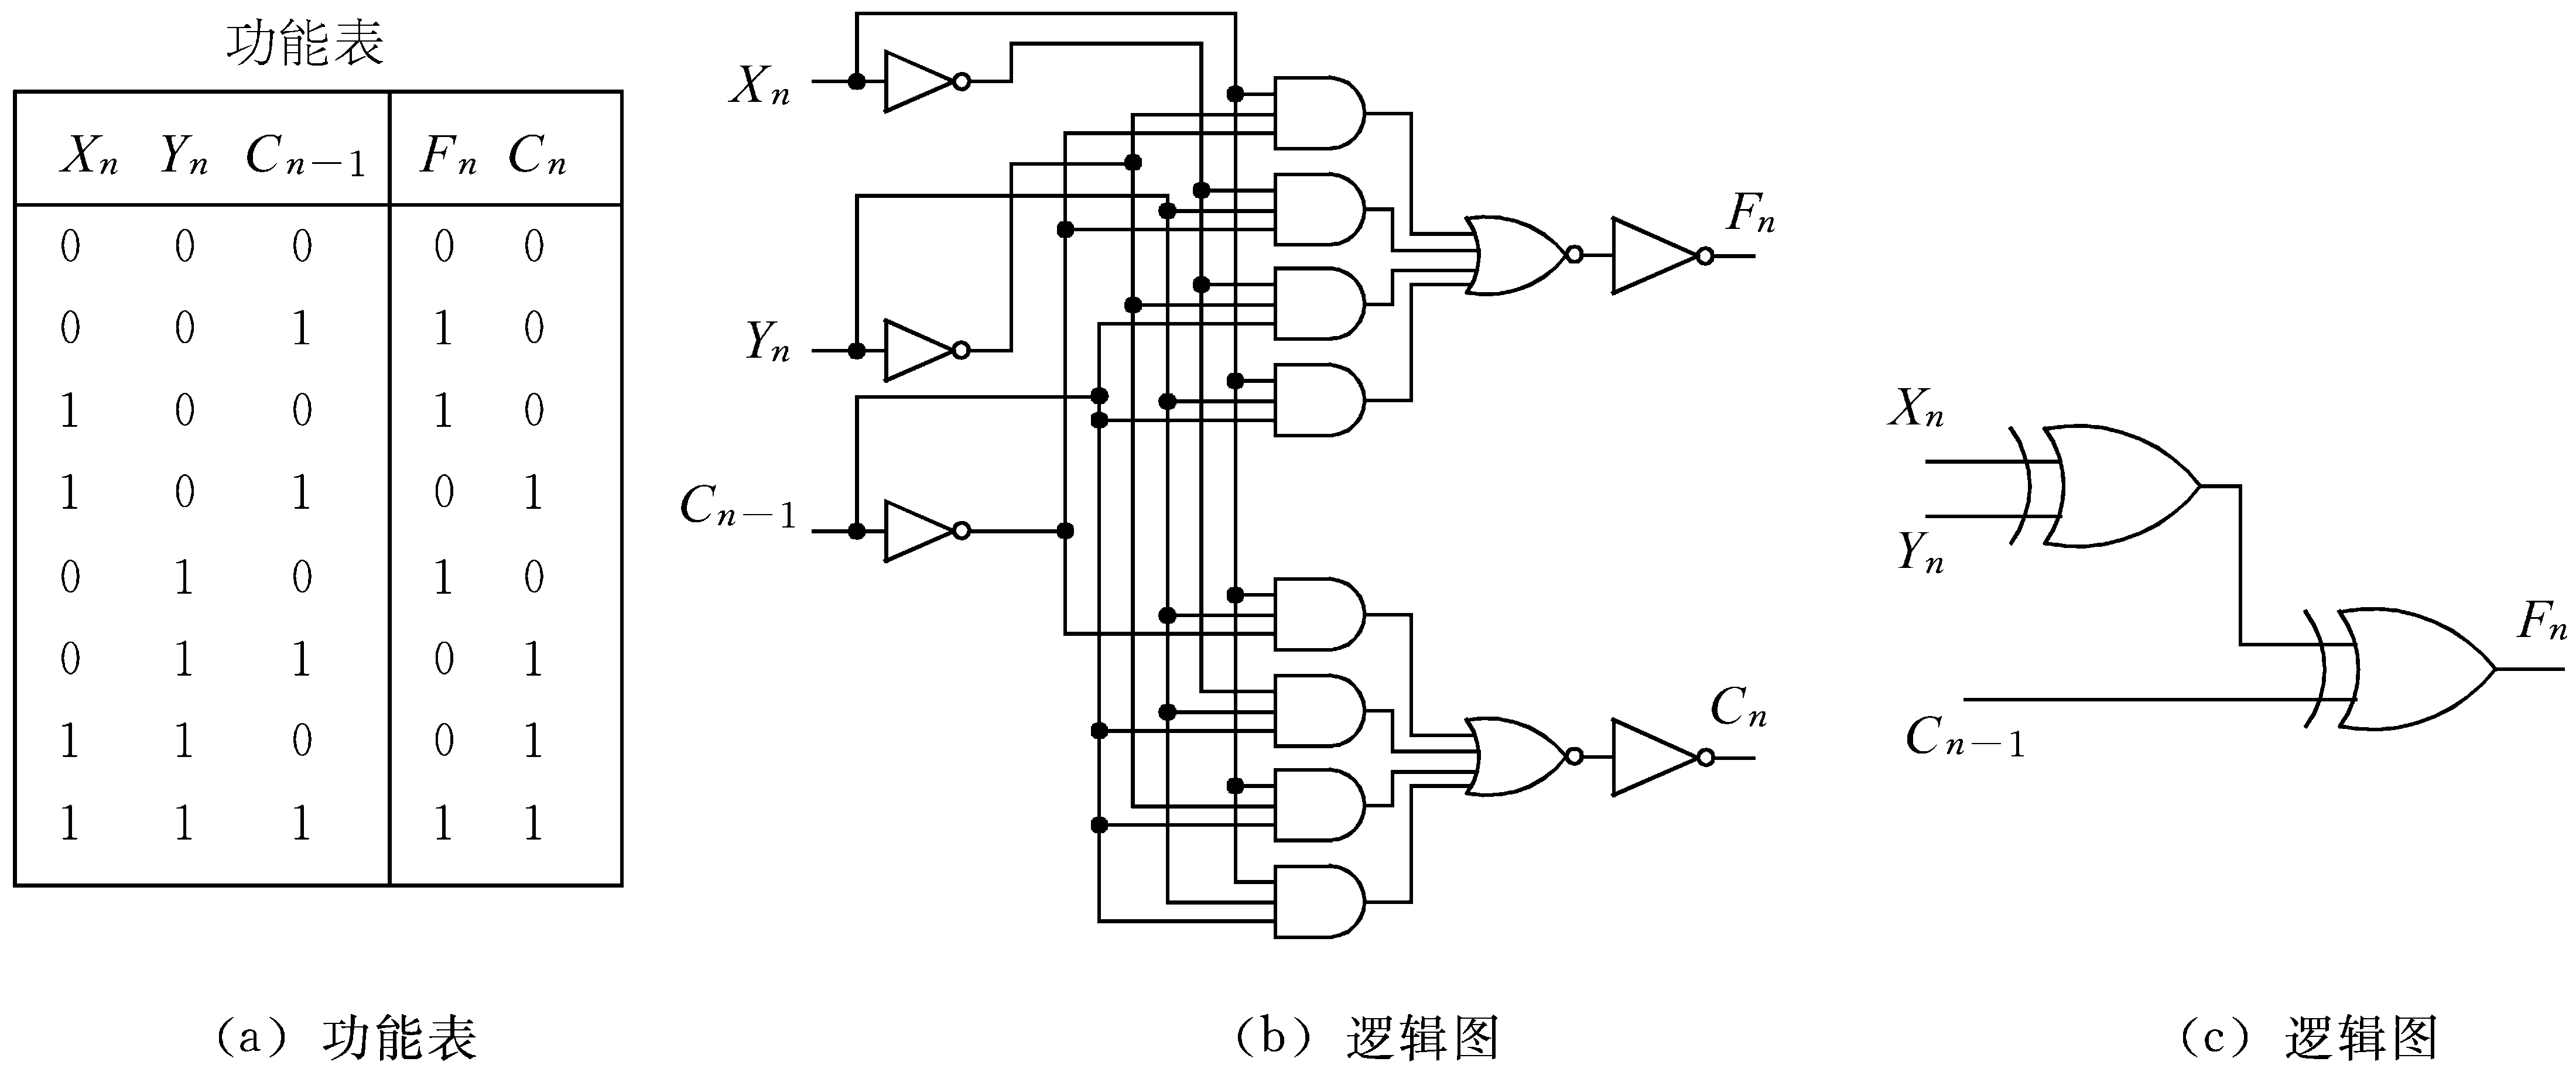 功能表
Xn Yn Cn−1 Fn Cn
0 0 0 0 0
0 0 1 1 0
1 0 0 1 0
1 0 1 0 1
0 1 0 1 0
0 1 1 0 1
1 1 0 0 1
1 1 1 1 1
(a) 功能表
Xn
Yn
Cn−1
Fn
Cn
(b) 逻辑图
Xn
Yn
Cn−1
Fn
(c) 逻辑图